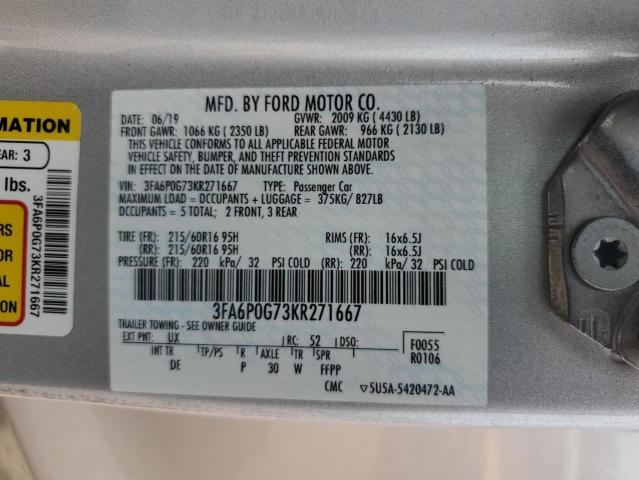 MFD. BY FORD MOTOR CO.
DATE: 06/19 GVWR: 2009 KG ( 4430 LB)
FRONT GAWR: 1066 KG ( 2350 LB) REAR GAWR: 966 KG ( 2130 LB)
THIS VEHICLE CONFORMS TO ALL APPLICABLE FEDERAL MOTOR
VEHICLE SAFETY, BUMPER, AND THEFT PREVENTION STANDARDS
IN EFFECT ON THE DATE OF MANUFACTURE SHOWN ABOVE.
VIN: 3FA6P0G73KR271667 TYPE: Passenger Car
MAXIMUM LOAD = OCCUPANTS + LUGGAGE = 375KG/ 827LB
OCCUPANTS = 5 TOTAL; 2 FRONT, 3 REAR
TIRE (FR): 215/60R16 95H RIMS (FR): 16x6.5J
(RR): 215/60R16 95H (RR): 16x6.5J
PRESSURE (FR): 220 kPa/ 32 PSI COLD (RR): 220 kPa/ 32 PSI COLD
3FA6P0G73KR271667
TRAILER TOWING - SEE OWNER GUIDE
EXT PNT: UX RC: 52 DSO: F0055
INT TR TP/PS R AXLE TR SPR R0106
DE P 30 W FFPP
CMC ▽5U5A-5420472-AA
MATION
EAR: 3
lbs.
RS
OR
AL
ION
3FA6P0G73KR271667